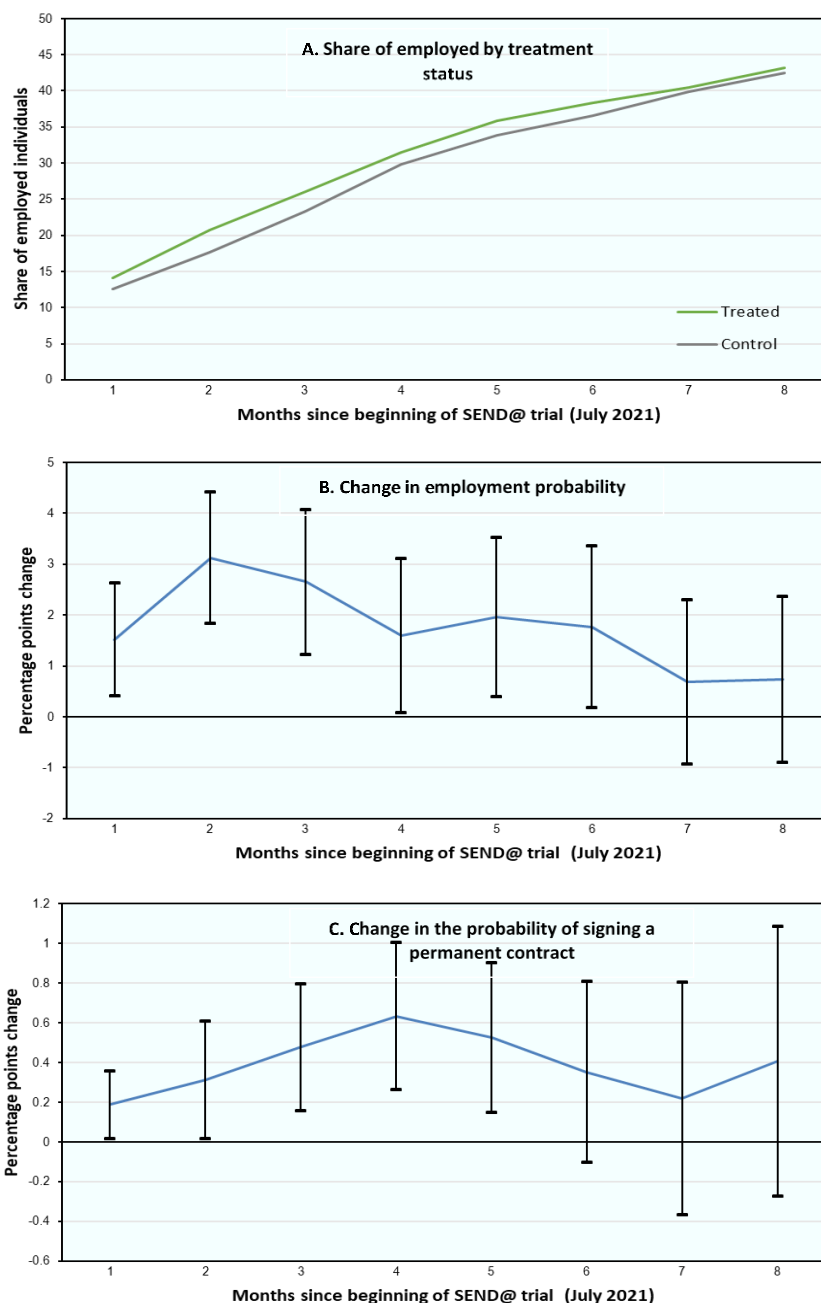 A. Share of employed by treatment
status
Share of employed individuals
50
45
40
35
30
25
20
15
10
5
0
Treated
Control
1 2 3 4 5 6 7 8
Months since beginning of SEND@ trial (July 2021)
B. Change in employment probability
Percentage points change
5
4
3
2
1
0
-1
-2
1 2 3 4 5 6 7 8
Months since beginning of SEND@ trial (July 2021)
C. Change in the probability of signing a
permanent contract
Percentage points change
1.2
1
0.8
0.6
0.4
0.2
0
-0.2
-0.4
-0.6
1 2 3 4 5 6 7 8
Months since beginning of SEND@ trial (July 2021)